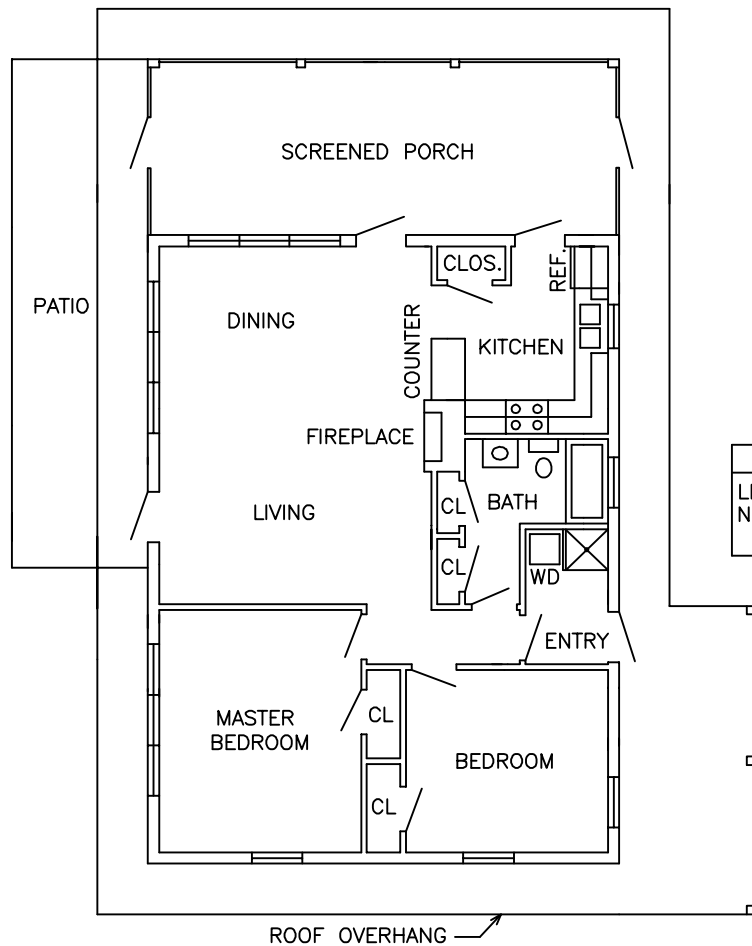 SCREENED PORCH
CLOS.
REF.
PATIO
DINING
COUNTER
KITCHEN
FIREPLACE
LIVING
CL
BATH
CL
WD
ENTRY
MASTER
BEDROOM
CL
BEDROOM
CL
ROOF OVERHANG